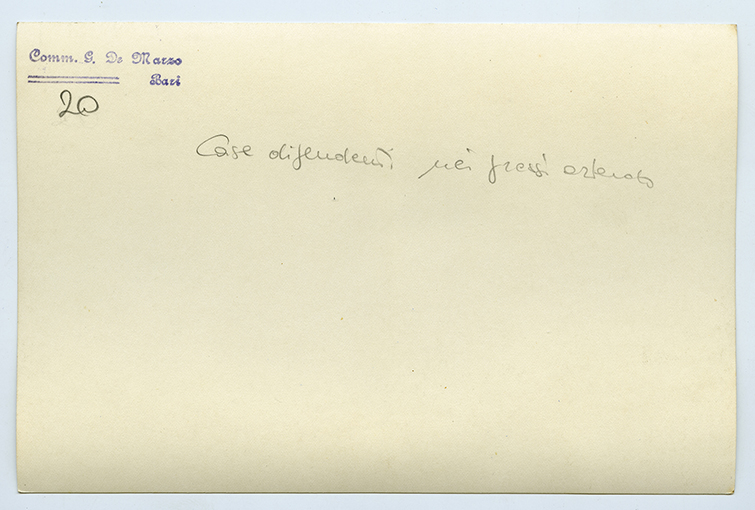 Comm. G. De Marzo
Bari
20
Case dipendenti nei pressi